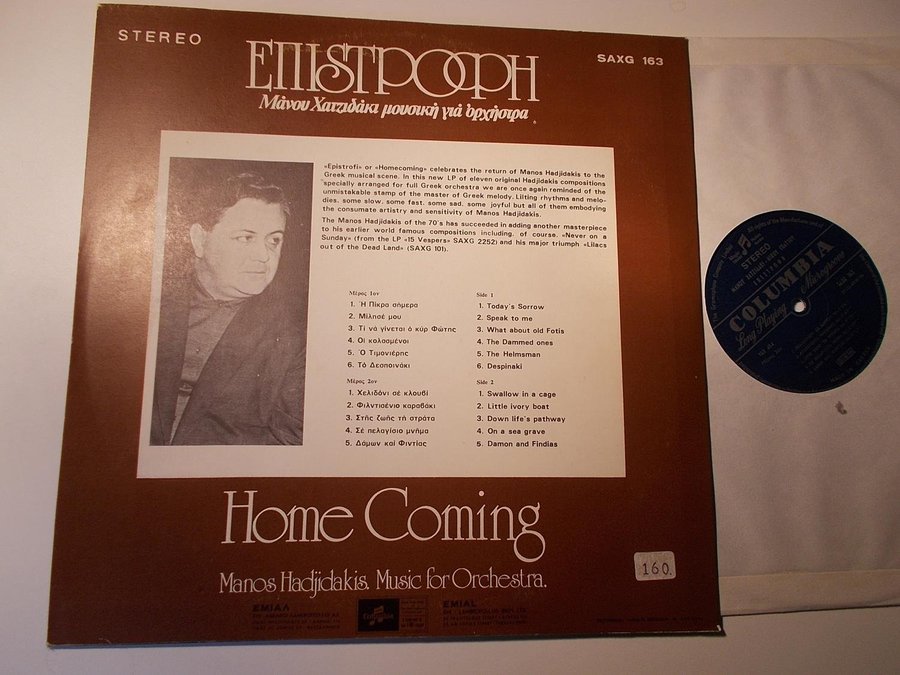 STEREO
SAXG 163
ΕΠΙΣΤΡΟΦΗ
Μάνου Χατζιδάκι μουσική γιά ὀρχήστρα
«Epistrofi» or «Homecoming» celebrates the return of Manos Hadjidakis to the
Greek musical scene. In this new LP of eleven original Hadjidakis compositions
specially arranged for full Greek orchestra we are once again reminded of the
unmistakable stamp of the master of Greek melody. Lilting rhythms and melo-
dies, some slow, some fast, some sad, some joyful but all of them embodying
the consumate artistry and sensitivity of Manos Hadjidakis.
The Manos Hadjidakis of the 70's has succeeded in adding another masterpiece
to his earlier world famous compositions including, of course, «Never on a
Sunday» (from the LP «15 Vespers» SAXG 2252) and his major triumph «Lilacs
out of the Dead Land» (SAXG 101).
Μέρος 1ον
1. Ἡ Πίκρα σήμερα
2. Μίλησέ μου
3. Τί νά γίνεται ὁ κύρ Φώτης
4. Οἱ κολασμένοι
5. Ὁ Τιμονιέρης
6. Τό Δεσποινάκι
Μέρος 2ον
1. Χελιδόνι σέ κλουβί
2. Φιλντισένιο καραβάκι
3. Στῆς ζωῆς τή στράτα
4. Σέ πελαγίσιο μνῆμα
5. Δάμων καί Φιντίας
Side 1
1. Today's Sorrow
2. Speak to me
3. What about old Fotis
4. The Dammed ones
5. The Helmsman
6. Despinaki
Side 2
1. Swallow in a cage
2. Little ivory boat
3. Down life's pathway
4. On a sea grave
5. Damon and Findias
Home Coming
Manos Hadjidakis. Music for Orchestra.
160.
ΕΜΙΑΛ
Columbia
EMIAL
STEREO
COLUMBIA
Long Playing